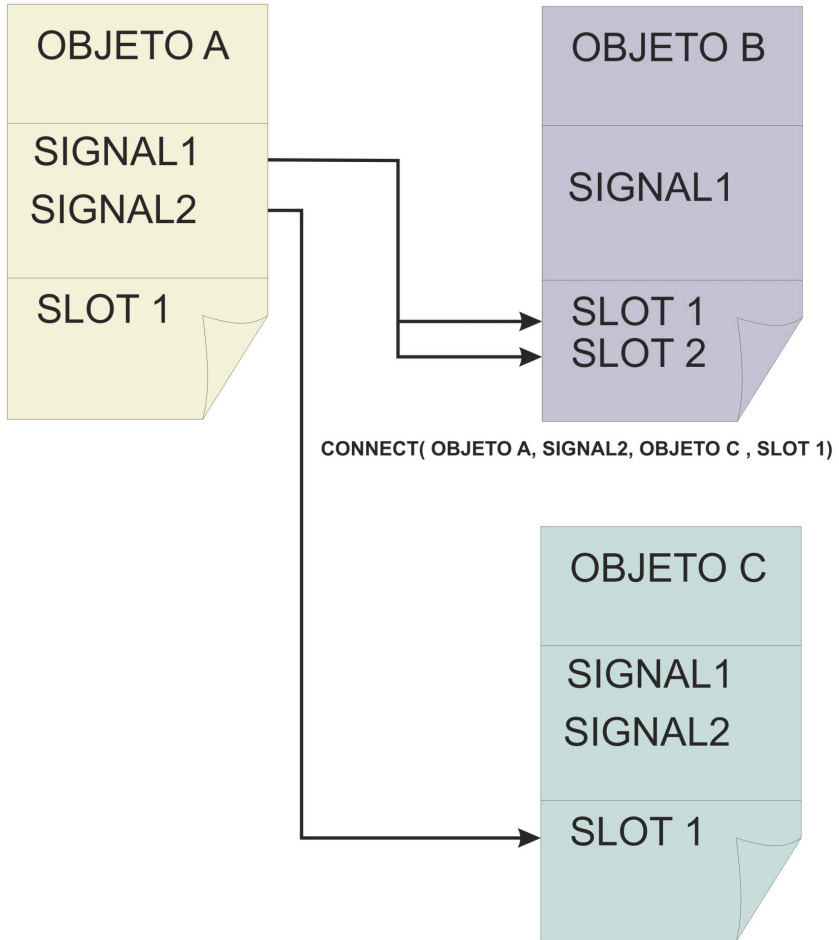 OBJETO A
SIGNAL1
SIGNAL2
SLOT 1
OBJETO B
SIGNAL1
SLOT 1
SLOT 2
CONNECT( OBJETO A, SIGNAL2, OBJETO C , SLOT 1)
OBJETO C
SIGNAL1
SIGNAL2
SLOT 1